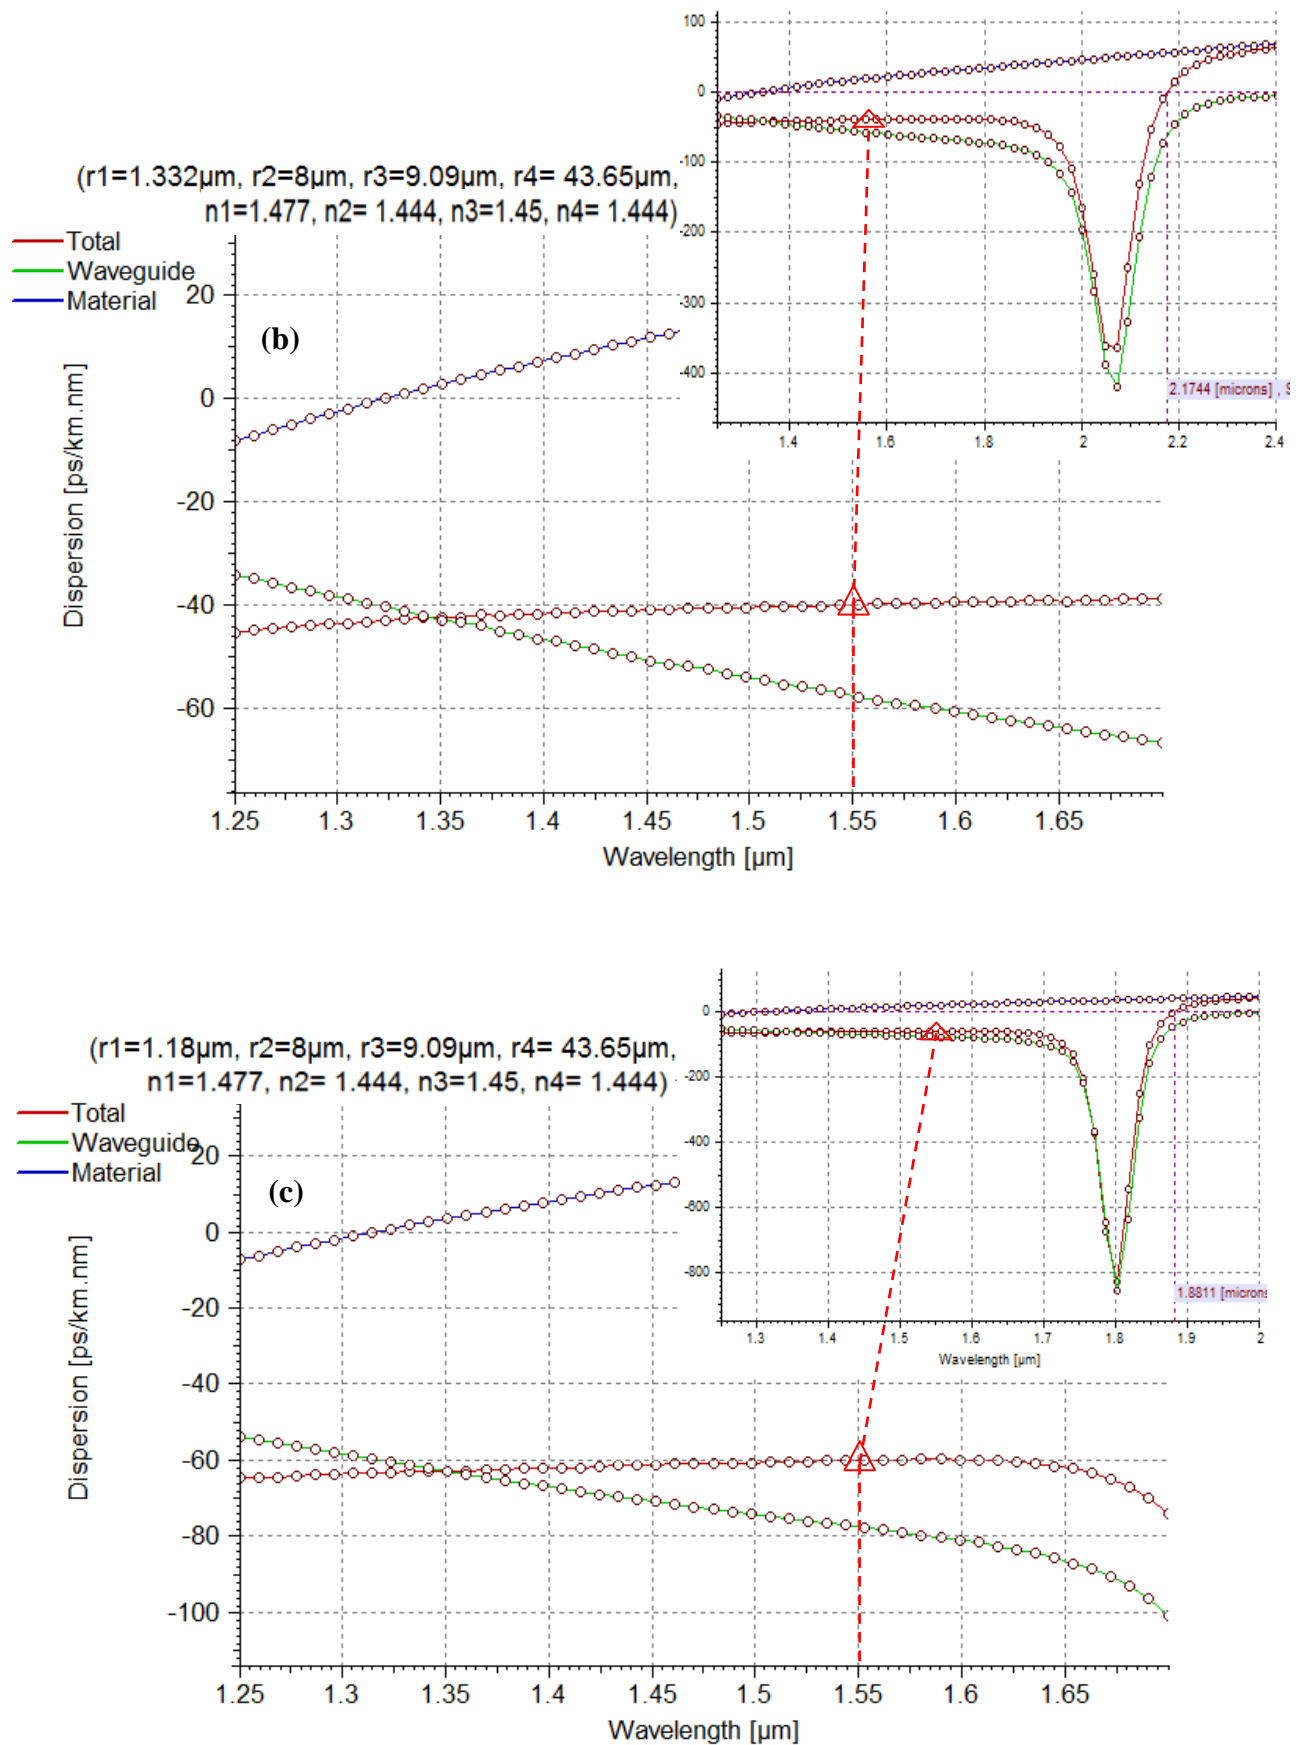 100
0
-100
-200
-300
-400
1.4 1.6 1.8 2 2.2 2.4
2.1744 [microns] , S
(r1=1.332µm, r2=8µm, r3=9.09µm, r4= 43.65µm,
n1=1.477, n2= 1.444, n3=1.45, n4= 1.444)
Total
Waveguide
Material
(b)
Dispersion [ps/km.nm]
20
0
-20
-40
-60
1.25 1.3 1.35 1.4 1.45 1.5 1.55 1.6 1.65
Wavelength [µm]
0
-200
-400
-600
-800
1.3 1.4 1.5 1.6 1.7 1.8 1.9 2
Wavelength [µm]
1.8811 [microns
(r1=1.18µm, r2=8µm, r3=9.09µm, r4= 43.65µm,
n1=1.477, n2= 1.444, n3=1.45, n4= 1.444)
Total
Waveguide
Material
(c)
Dispersion [ps/km.nm]
20
0
-20
-40
-60
-80
-100
1.25 1.3 1.35 1.4 1.45 1.5 1.55 1.6 1.65
Wavelength [µm]